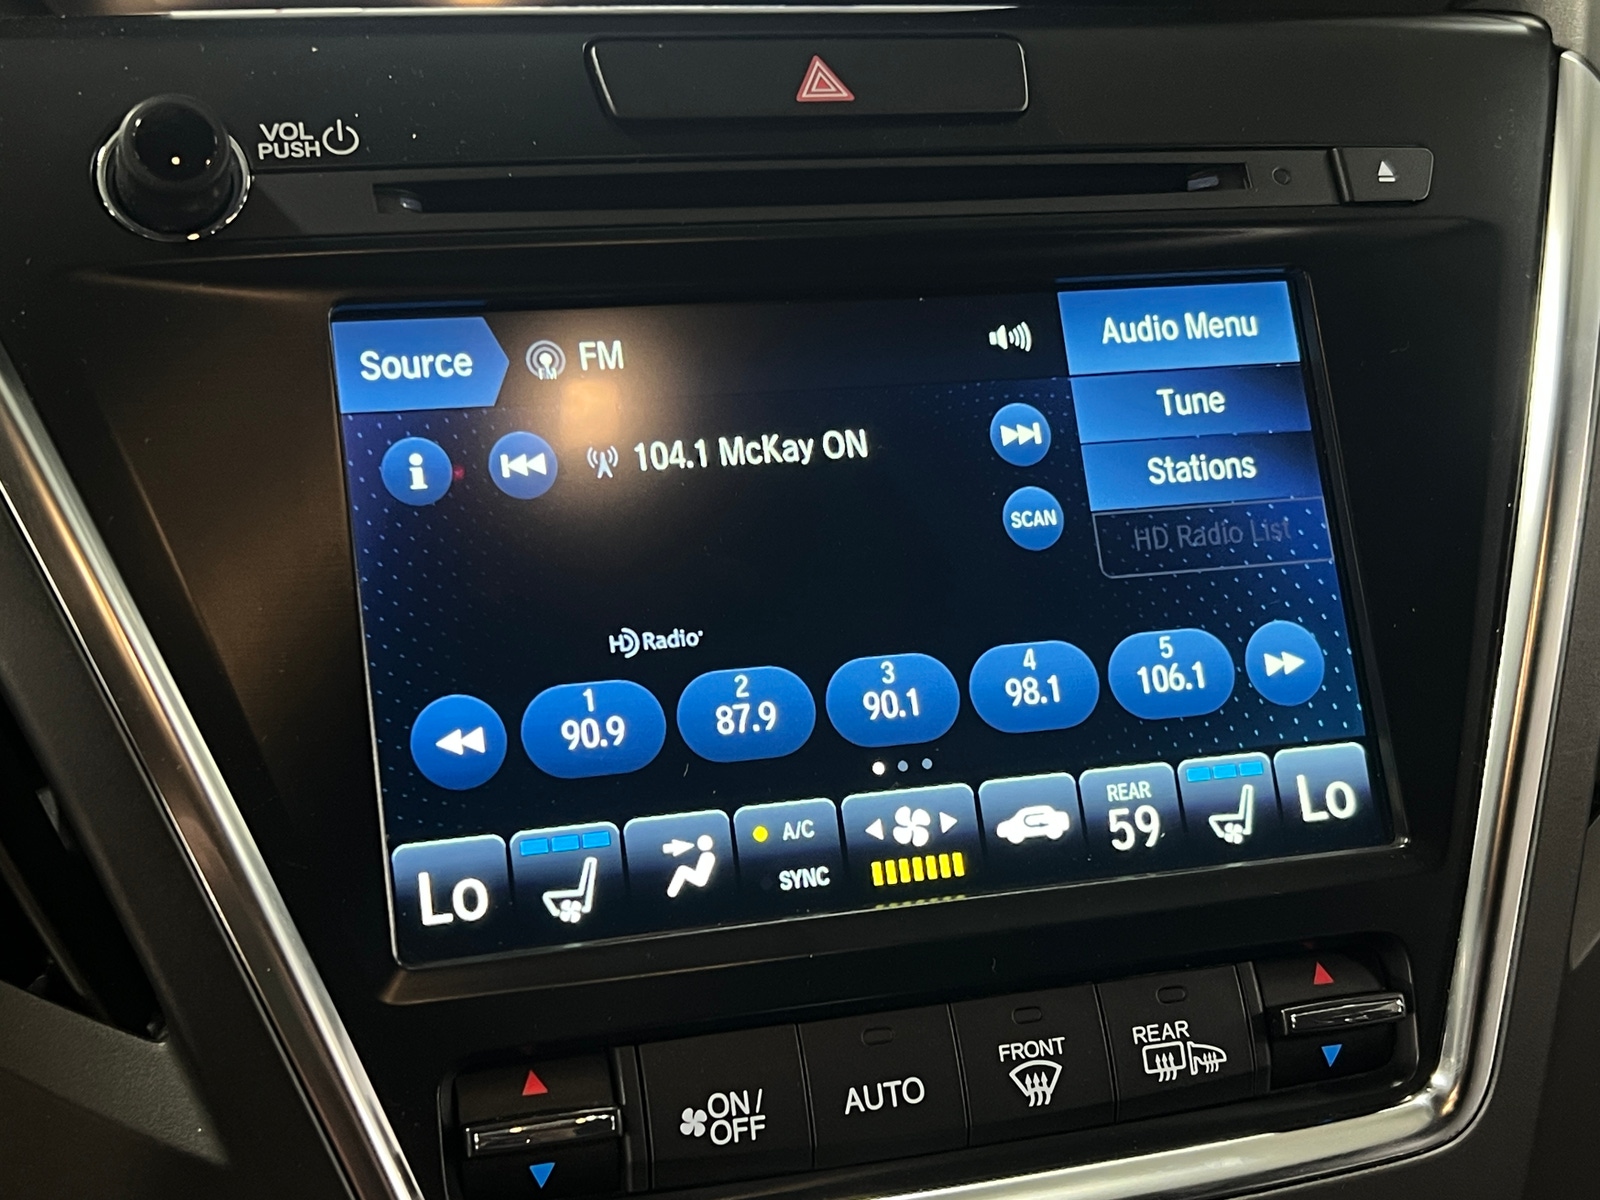 VOL
PUSH
Source
FM
FM
Audio Menu
Tune
Stations
HD Radio List
i
104.1 McKay ON
SCAN
HD Radio
1
90.9
2
87.9
3
90.1
4
98.1
5
106.1
Lo
A/C
SYNC
REAR
59
Lo
ON/
OFF
AUTO
FRONT
REAR